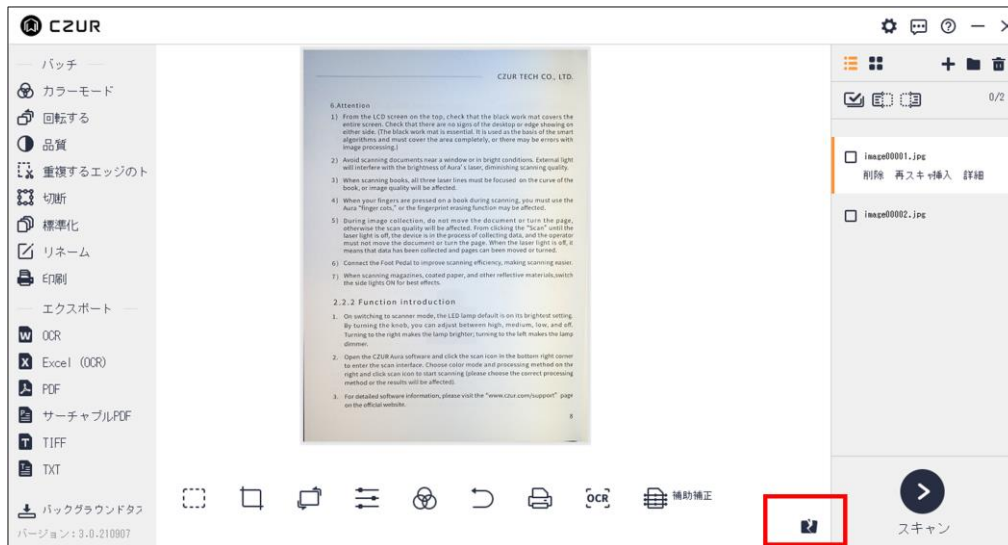 CZUR
バッチ
カラーモード
回転する
品質
重複するエッジのト
切断
標準化
リネーム
印刷
エクスポート
OCR
Excel (OCR)
PDF
サーチャブルPDF
TIFF
TXT
バックグラウンドタス
バージョン:3.0.210907
CZUR TECH CO., LTD.
6.Attention
1) From the LCD screen on the top, check that the black work mat covers the
entire screen. Check that there are no signs of the desktop or edge showing on
either side. (The black work mat is essential. It is used as the basis of the smart
algorithms and must cover the area completely, or there may be errors with
image processing.)
2) Avoid scanning documents near a window or in bright conditions. External light
will interfere with the brightness of Aura's laser, diminishing scanning quality.
3) When scanning books, all three laser lines must be focused on the curve of the
book, or image quality will be affected.
4) When your fingers are pressed on a book during scanning, you must use the
Aura "finger cots," or the fingerprint erasing function may be affected.
5) During image collection, do not move the document or turn the page,
otherwise the scan quality will be affected. From clicking the "Scan" until the
laser light is off, the device is in the process of collecting data, and the operator
must not move the document or turn the page. When the laser light is off, it
means that data has been collected and pages can been moved or turned.
6) Connect the Foot Pedal to improve scanning efficiency, making scanning easier.
7) When scanning magazines, coated paper, and other reflective materials,switch
the side lights ON for best effects.
2.2.2 Function introduction
1. On switching to scanner mode, the LED lamp default is on its brightest setting.
By turning the knob, you can adjust between high, medium, low, and off.
Turning to the right makes the lamp brighter; turning to the left makes the lamp
dimmer.
2. Open the CZUR Aura software and click the scan icon in the bottom right corner
to enter the scan interface. Choose color mode and processing method on the
right and click scan icon to start scanning (please choose the correct processing
method or the results will be affected).
3. For detailed software information, please visit the "www.czur.com/support" page
on the official website.
8
OCR
補助補正
0/2
image00001.jpg
削除 再スキャ挿入 詳細
image00002.jpg
スキャン